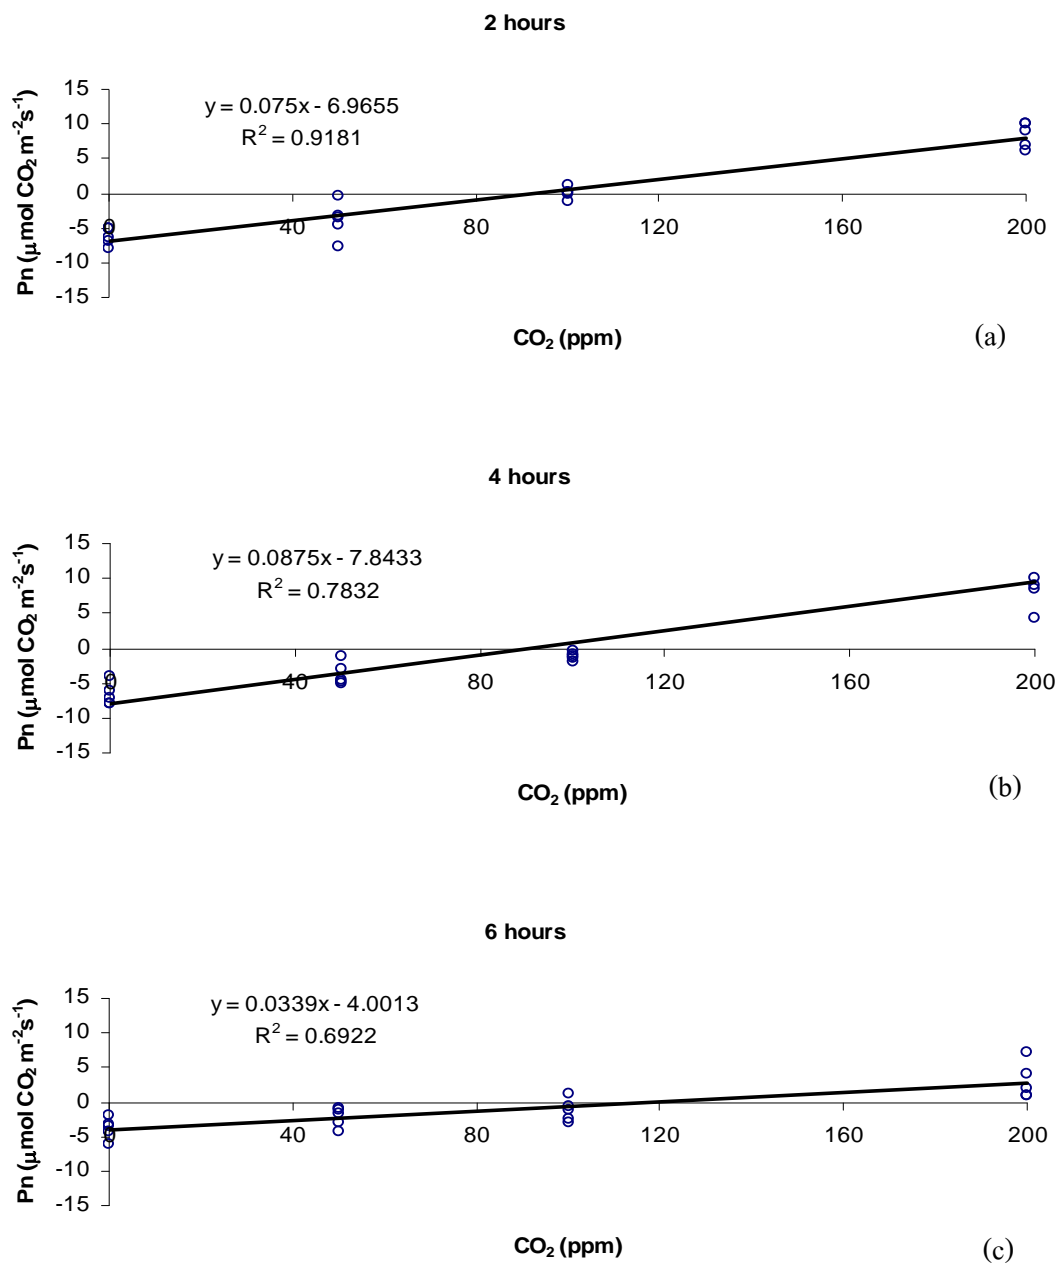 2 hours
15
10
5
0
-5
-10
-15
y = 0.075x - 6.9655
R² = 0.9181
0 40 80 120 160 200
Pn (μmol CO₂ m⁻²s⁻¹)
CO₂ (ppm)
(a)
4 hours
15
10
5
0
-5
-10
-15
y = 0.0875x - 7.8433
R² = 0.7832
0 40 80 120 160 200
Pn (μmol CO₂ m⁻²s⁻¹)
CO₂ (ppm)
(b)
6 hours
15
10
5
0
-5
-10
-15
y = 0.0339x - 4.0013
R² = 0.6922
0 40 80 120 160 200
Pn (μmol CO₂ m⁻²s⁻¹)
CO₂ (ppm)
(c)